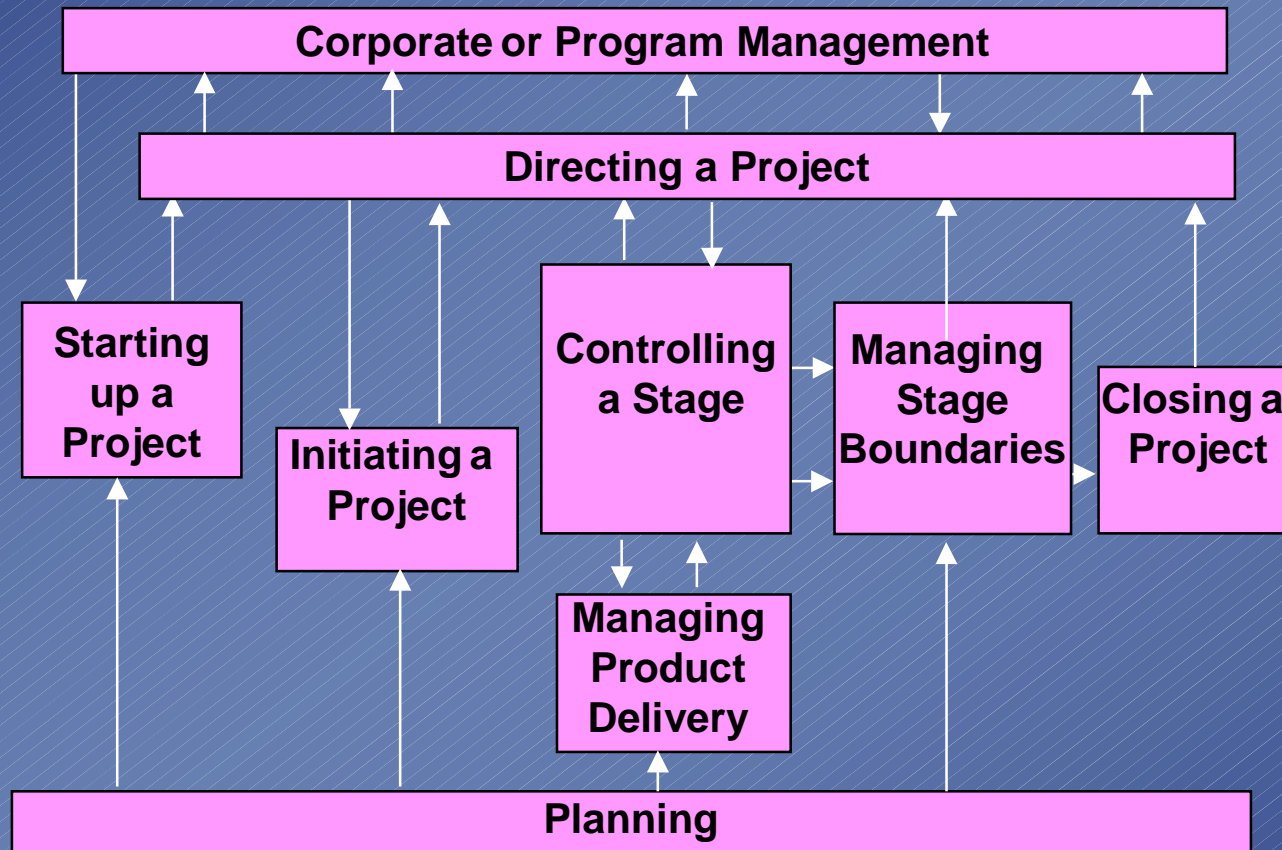 Corporate or Program Management
Directing a Project
Starting
up a
Project
Initiating a
Project
Controlling
a Stage
Managing
Stage
Boundaries
Closing a
Project
Managing
Product
Delivery
Planning